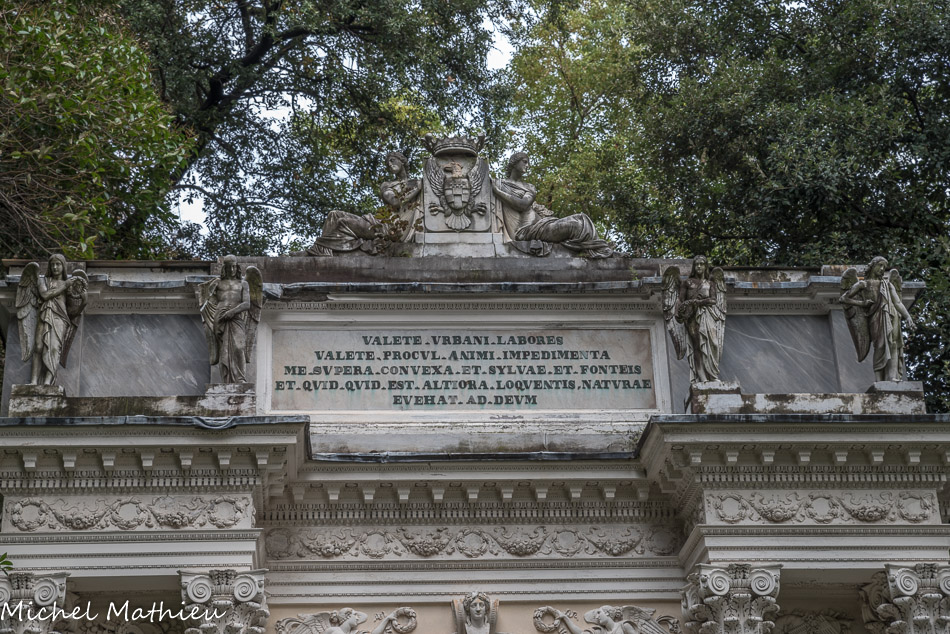 VALETE.VRBANI.LABORES
VALETE.PROCVL.ANIMI.IMPEDIMENTA
ME.SVPERA.CONVEXA.ET.SYLVAE.ET.FONTEIS
ET.QVID.QVID.EST.ALTIORA.LOQVENTIS.NATVRAE
EVEHAT.AD.DEVM
Michel Mathieu